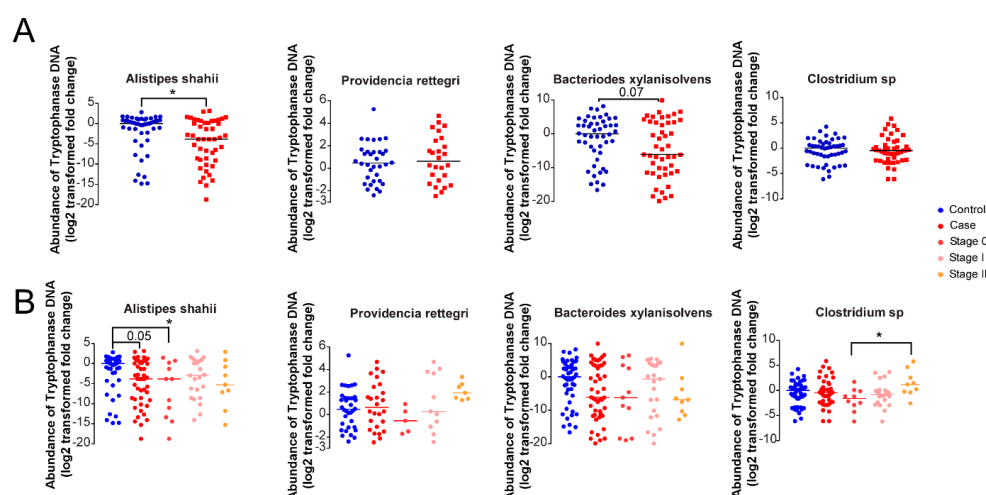 A
Alistipes shahii
Abundance of Tryptophanase DNA
(log2 transformed fold change)
*
5
0
-5
-10
-15
-20
Providencia rettegri
Abundance of Tryptophanase DNA
(log2 transformed fold change)
6
4
2
0
-3
Bacteriodes xylanisolvens
Abundance of Tryptophanase DNA
(log2 transformed fold change)
0.07
10
0
-10
-20
Clostridium sp
Abundance of Tryptophanase DNA
(log2 transformed fold change)
10
5
0
-5
-10
Control
Case
Stage 0
Stage I
Stage II
B
Alistipes shahii
Abundance of Tryptophanase DNA
(log2 transformed fold change)
*
0.05
5
0
-5
-10
-15
-20
Providencia rettegri
Abundance of Tryptophanase DNA
(log2 transformed fold change)
6
4
2
0
-2
-3
Bacteroides xylanisolvens
Abundance of Tryptophanase DNA
(log2 transformed fold change)
10
0
-10
-20
Clostridium sp
Abundance of Tryptophanase DNA
(log2 transformed fold change)
*
10
5
0
-5
-10